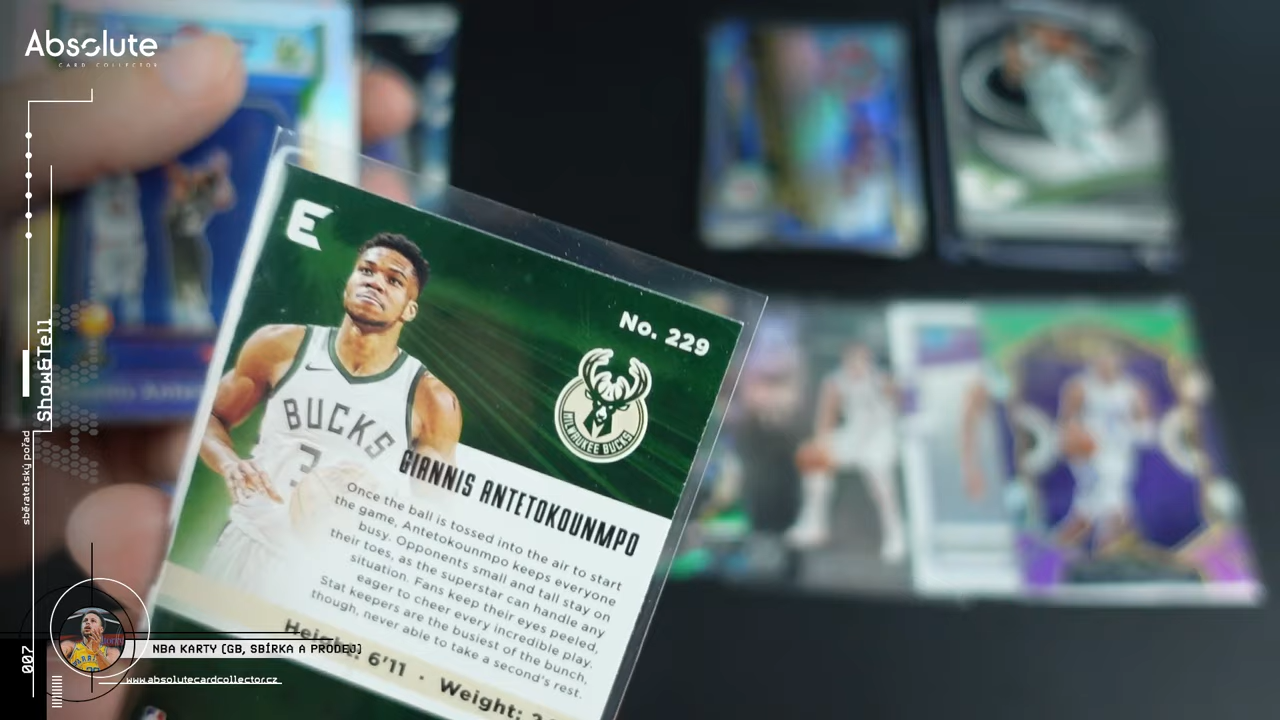 Absolute
CARD COLLECTOR
Show&Tell
sběratelský pořad
007
E
No. 229
MILWAUKEE BUCKS
BUCKS
3
GIANNIS ANTETOKOUNMPO
Once the ball is tossed into the air to start
the game, Antetokounmpo keeps everyone
busy. Opponents small and tall stay on
their toes, as the superstar can handle any
situation. Fans keep their eyes peeled,
eager to cheer every incredible play.
Stat keepers are the busiest of the bunch,
though, never able to take a second's rest.
Height: 6'11 · Weight:
NBA KARTY (GB, SBÍRKA A PRODEJ)
www.absolutecardcollector.cz